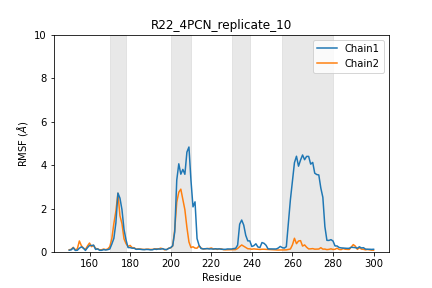 R22_4PCN_replicate_10
10
8
6
4
2
0
RMSF (Å)
Chain1
Chain2
160 180 200 220 240 260 280 300
Residue